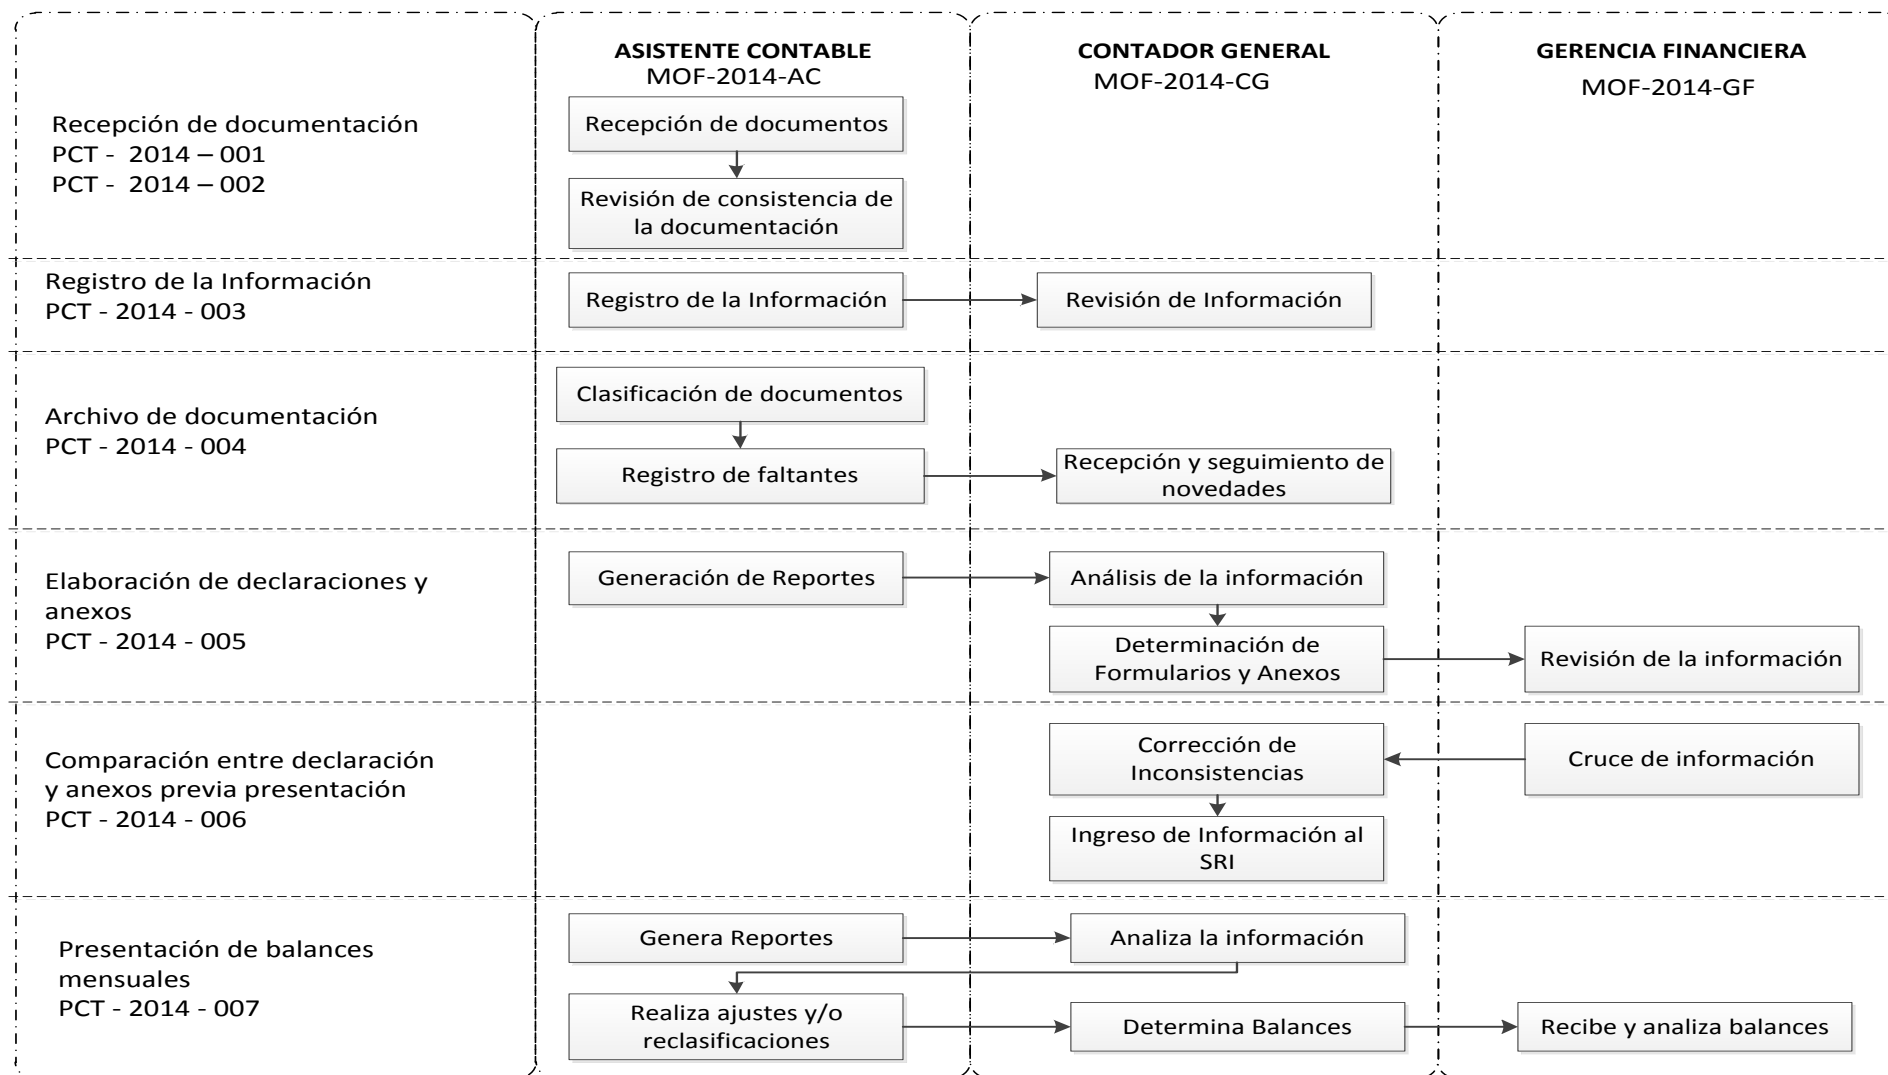 ASISTENTE CONTABLE
MOF-2014-AC
CONTADOR GENERAL
MOF-2014-CG
GERENCIA FINANCIERA
MOF-2014-GF
Recepción de documentación
PCT - 2014 – 001
PCT - 2014 – 002
Recepción de documentos
Revisión de consistencia de
la documentación
Registro de la Información
PCT - 2014 - 003
Registro de la Información
Revisión de Información
Archivo de documentación
PCT - 2014 - 004
Clasificación de documentos
Registro de faltantes
Recepción y seguimiento de
novedades
Elaboración de declaraciones y
anexos
PCT - 2014 - 005
Generación de Reportes
Análisis de la información
Determinación de
Formularios y Anexos
Revisión de la información
Comparación entre declaración
y anexos previa presentación
PCT - 2014 - 006
Corrección de
Inconsistencias
Cruce de información
Ingreso de Información al
SRI
Presentación de balances
mensuales
PCT - 2014 - 007
Genera Reportes
Analiza la información
Realiza ajustes y/o
reclasificaciones
Determina Balances
Recibe y analiza balances